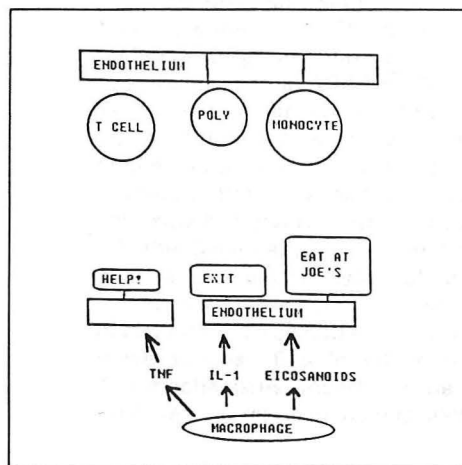 ENDOTHELIUM
T CELL
POLY
MONOCYTE
HELP!
EXIT
EAT AT
JOE'S
ENDOTHELIUM
TNF
IL-1
EICOSANOIDS
MACROPHAGE